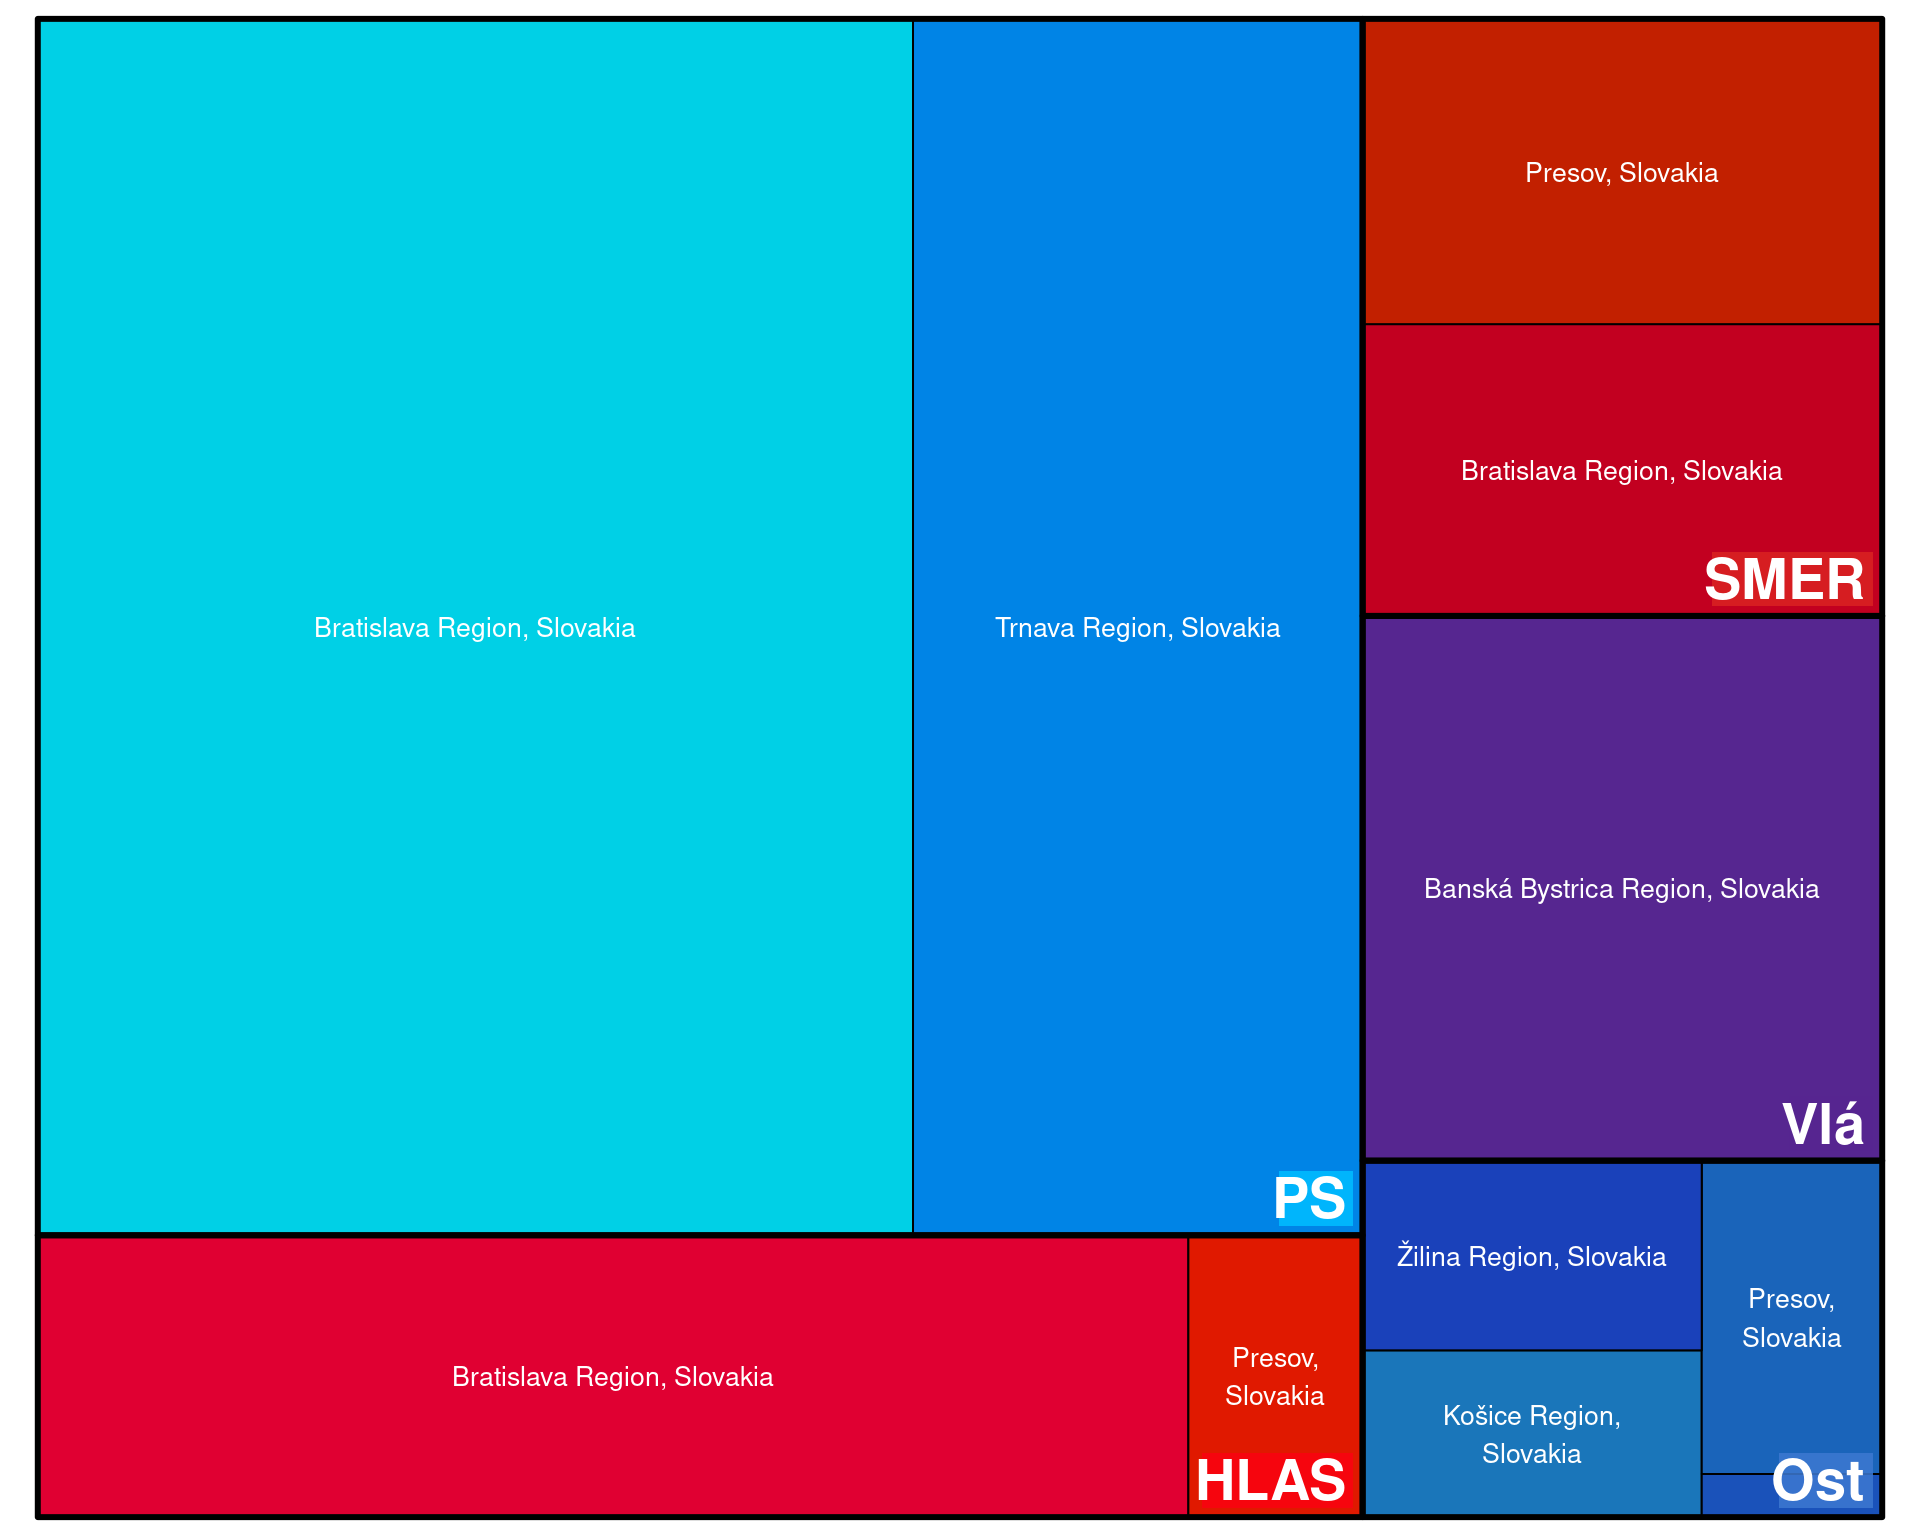 Bratislava Region, Slovakia
Trnava Region, Slovakia
PS
Bratislava Region, Slovakia
Presov,
Slovakia
HLAS
Presov, Slovakia
Bratislava Region, Slovakia
SMER
Banská Bystrica Region, Slovakia
Vlá
Žilina Region, Slovakia
Košice Region,
Slovakia
Presov,
Slovakia
Ost